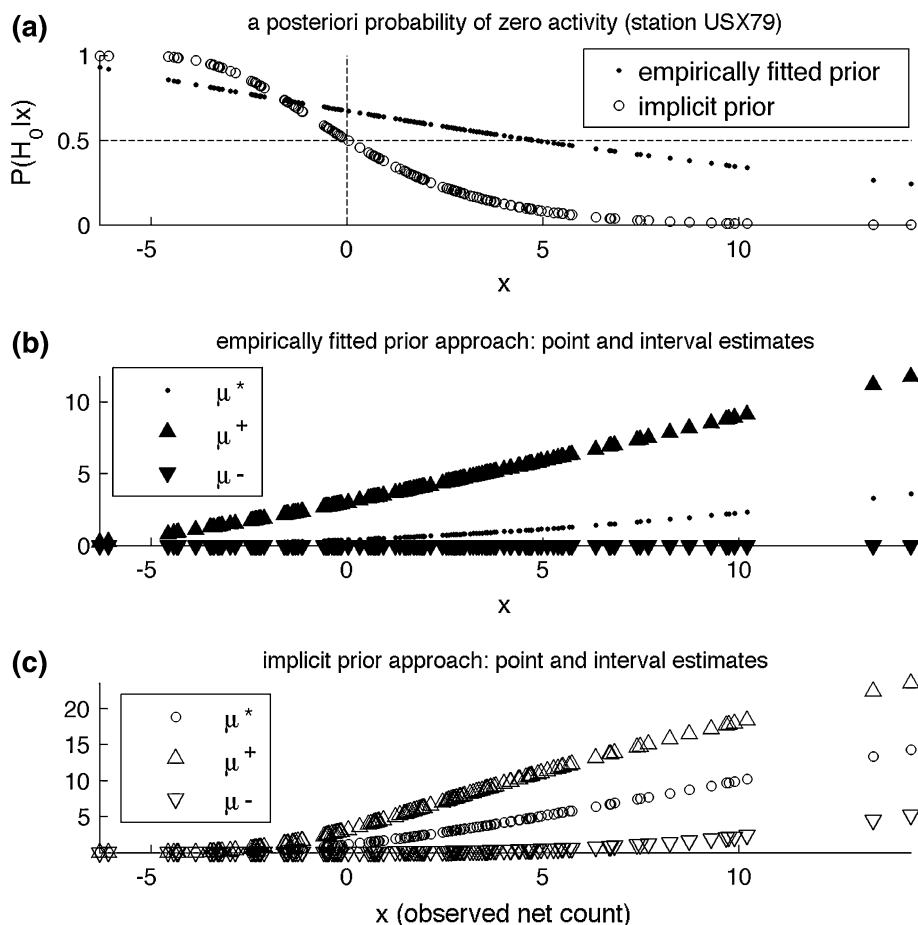 (a)
a posteriori probability of zero activity (station USX79)
P(H₀|x)
1
0.5
0
empirically fitted prior
implicit prior
-5
0
5
10
x
(b)
empirically fitted prior approach: point and interval estimates
μ*
μ+
μ-
10
5
0
-5
0
5
10
x
(c)
implicit prior approach: point and interval estimates
μ*
μ+
μ-
20
15
10
5
-5
0
5
10
x (observed net count)